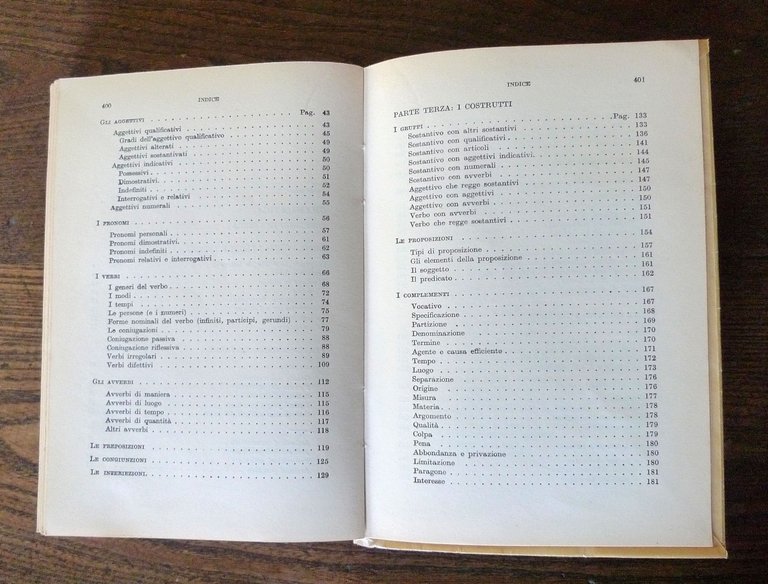 400 INDICE
Gli aggettivi . . . Pag. 43
Aggettivi qualificativi . . . 43
Gradi dell'aggettivo qualificativo . . . 45
Aggettivi alterati . . . 49
Aggettivi sostantivati . . . 49
Aggettivi indicativi . . . 50
Possessivi . . . 50
Dimostrativi . . . 51
Indefiniti . . . 52
Interrogativi e relativi . . . 54
Aggettivi numerali . . . 55
I pronomi . . . 56
Pronomi personali . . . 57
Pronomi dimostrativi . . . 61
Pronomi indefiniti . . . 62
Pronomi relativi e interrogativi . . . 63
I verbi . . . 66
I generi del verbo . . . 68
I modi . . . 72
I tempi . . . 74
Le persone (e i numeri) . . . 75
Forme nominali del verbo (infiniti, participi, gerundi) . . . 77
Le coniugazioni . . . 79
Coniugazione passiva . . . 88
Coniugazione riflessiva . . . 88
Verbi irregolari . . . 89
Verbi difettivi . . . 109
Gli avverbi . . . 112
Avverbi di maniera . . . 115
Avverbi di luogo . . . 115
Avverbi di tempo . . . 116
Avverbi di quantità . . . 117
Altri avverbi . . . 118
Le preposizioni . . . 119
Le congiunzioni . . . 125
Le interiezioni . . . 129
INDICE 401
PARTE TERZA: I COSTRUTTI
I gruppi . . . Pag. 133
Sostantivo con altri sostantivi . . . 133
Sostantivo con qualificativi . . . 136
Sostantivo con articoli . . . 141
Sostantivo con aggettivi indicativi . . . 144
Sostantivo con numerali . . . 145
Sostantivo con avverbi . . . 147
Aggettivo che regge sostantivi . . . 147
Aggettivo con aggettivi . . . 150
Aggettivo con avverbi . . . 150
Verbo con avverbi . . . 151
Verbo che regge sostantivi . . . 151
Le proposizioni . . . 154
Tipi di proposizione . . . 157
Gli elementi della proposizione . . . 161
Il soggetto . . . 161
Il predicato . . . 162
I complementi . . . 167
Vocativo . . . 167
Specificazione . . . 168
Partizione . . . 169
Denominazione . . . 170
Termine . . . 170
Agente e causa efficiente . . . 171
Tempo . . . 172
Luogo . . . 173
Separazione . . . 176
Origine . . . 176
Misura . . . 177
Materia . . . 178
Argomento . . . 178
Qualità . . . 179
Colpa . . . 179
Pena . . . 180
Abbondanza e privazione . . . 180
Limitazione . . . 180
Paragone . . . 181
Interesse . . . 181